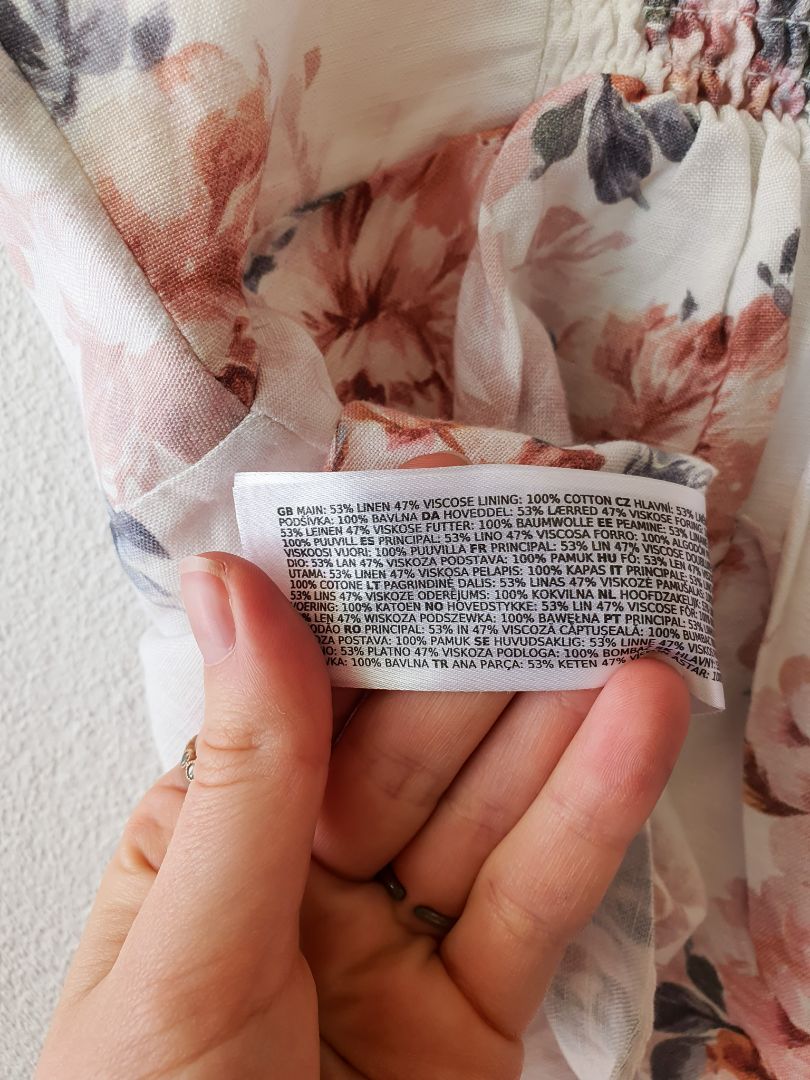 GB MAIN: 53% LINEN 47% VISCOSE LINING: 100% COTTON CZ HLAVNÍ: 53%
PODŠÍVKA: 100% BAVLNA DA HOVEDDEL: 53% LÆRRED 47% VISKOSE FORING
53% LEINEN 47% VISKOSE FUTTER: 100% BAUMWOLLE EE PEAMINE: 53%
100% PUUVILL ES PRINCIPAL: 53% LINO 47% VISCOSA FORRO: 100% ALGODÓN
VISKOOSI VUORI: 100% PUUVILLA FR PRINCIPAL: 53% LIN 47% VISCOSE
DIO: 53% LAN 47% VISKOZA PODSTAVA: 100% PAMUK HU FŐ: 53% LEN 47%
UTAMA: 53% LINEN 47% VISKOSA PELAPIS: 100% KAPAS IT PRINCIPALE: 53%
100% COTONE LT PAGRINDINĖ DALIS: 53% LINAS 47% VISKOZĖ PAMUŠALAS:
53% LINS 47% VISKOZE ODERĒJUMS: 100% KOKVILNA NL HOOFDZAKELIJK:
VOERING: 100% KATOEN NO HOVEDSTYKKE: 53% LIN 47% VISCOSE
LEN 47% WISKOZA PODSZEWKA: 100% BAWEŁNA PT PRINCIPAL: 53%
RO PRINCIPAL: 53% IN 47% VISCOZĂ CĂPTUȘEALĂ: 100% BUMBAC
POSTAVA: 100% PAMUK SE HUVUDSAKLIG: 53% LINNE 47% VISKOS
53% PLATNO 47% VISKOZA PODLOGA: 100% BOMBAŽ SK HLAVNÝ:
100% BAVLNA TR ANA PARÇA: 53% KETEN 47% ASTAR: